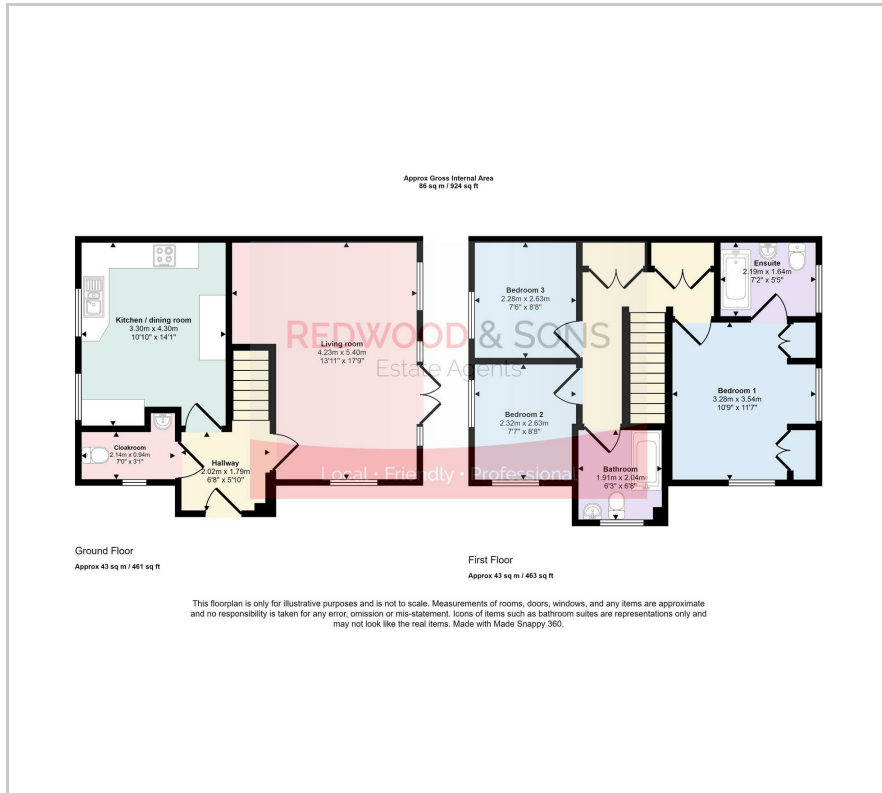 Approx Gross Internal Area
86 sq m / 924 sq ft
Kitchen / dining room
3.30m x 4.30m
10'10" x 14'1"
Living room
4.23m x 5.40m
13'11" x 17'9"
Cloakroom
2.14m x 0.94m
7'0" x 3'1"
Hallway
2.02m x 1.79m
6'8" x 5'10"
Ground Floor
Approx 43 sq m / 461 sq ft
Bedroom 3
2.28m x 2.63m
7'6" x 8'8"
Ensuite
2.19m x 1.64m
7'2" x 5'5"
Bedroom 2
2.32m x 2.63m
7'7" x 8'8"
Bedroom 1
3.28m x 3.54m
10'9" x 11'7"
Bathroom
1.91m x 2.04m
6'3" x 6'8"
First Floor
Approx 43 sq m / 463 sq ft
REDWOOD & SONS
Estate Agents
Local • Friendly • Professional
This floorplan is only for illustrative purposes and is not to scale. Measurements of rooms, doors, windows, and any items are approximate
and no responsibility is taken for any error, omission or mis-statement. Icons of items such as bathroom suites are representations only and
may not look like the real items. Made with Made Snappy 360.